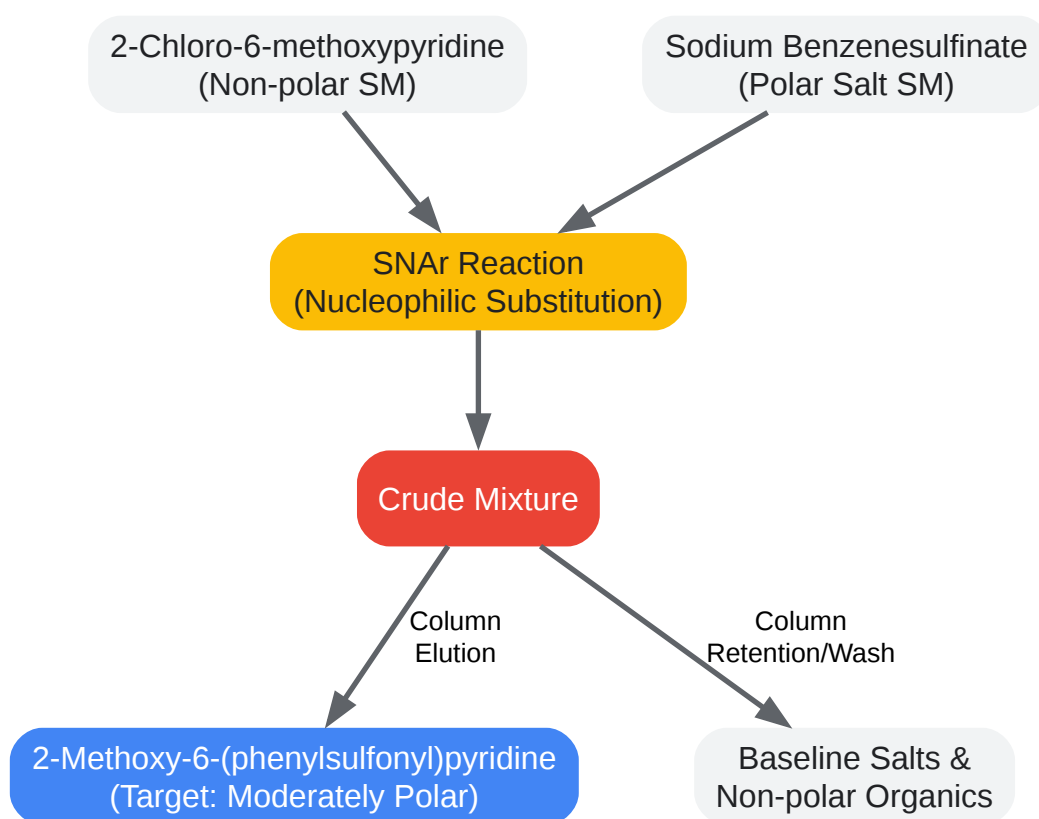 2-Chloro-6-methoxypyridine
(Non-polar SM)
Sodium Benzenesulfinate
(Polar Salt SM)
SNAr Reaction
(Nucleophilic Substitution)
Crude Mixture
Column
Elution
Column
Retention/Wash
2-Methoxy-6-(phenylsulfonyl)pyridine
(Target: Moderately Polar)
Baseline Salts &
Non-polar Organics